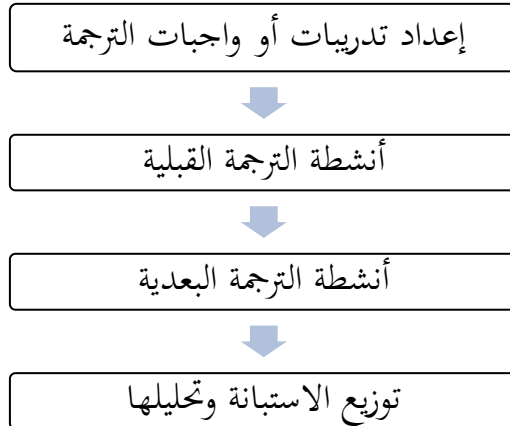 إعداد تدريبات أو واجبات الترجمة
أنشطة الترجمة القبلية
أنشطة الترجمة البعدية
توزيع الاستبانة وتحليلها